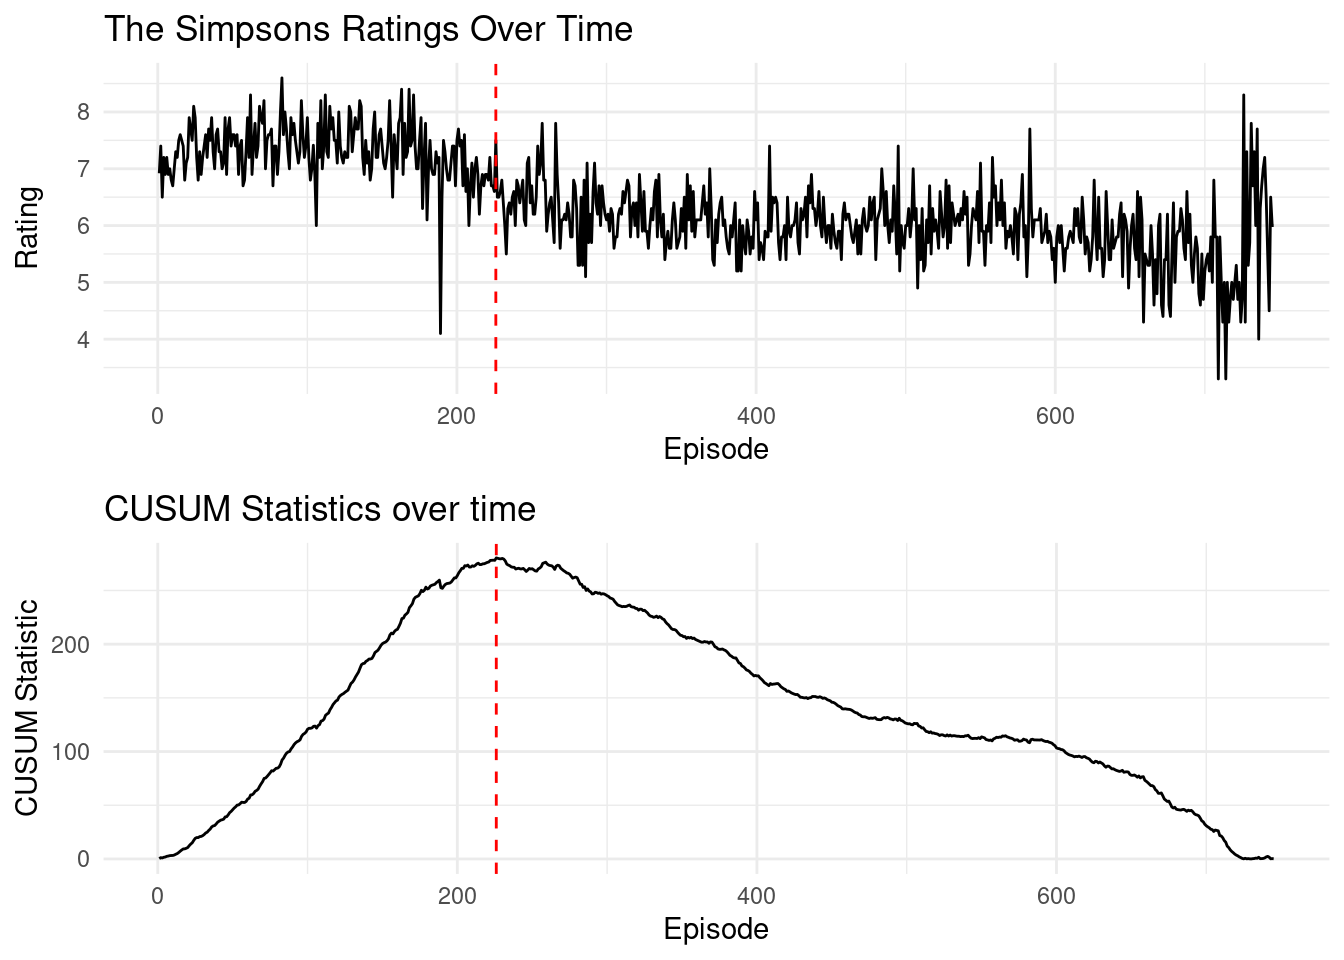 The Simpsons Ratings Over Time
8
7
6
5
4
Rating
0 200 400 600
Episode
CUSUM Statistics over time
200
100
0
CUSUM Statistic
0 200 400 600
Episode